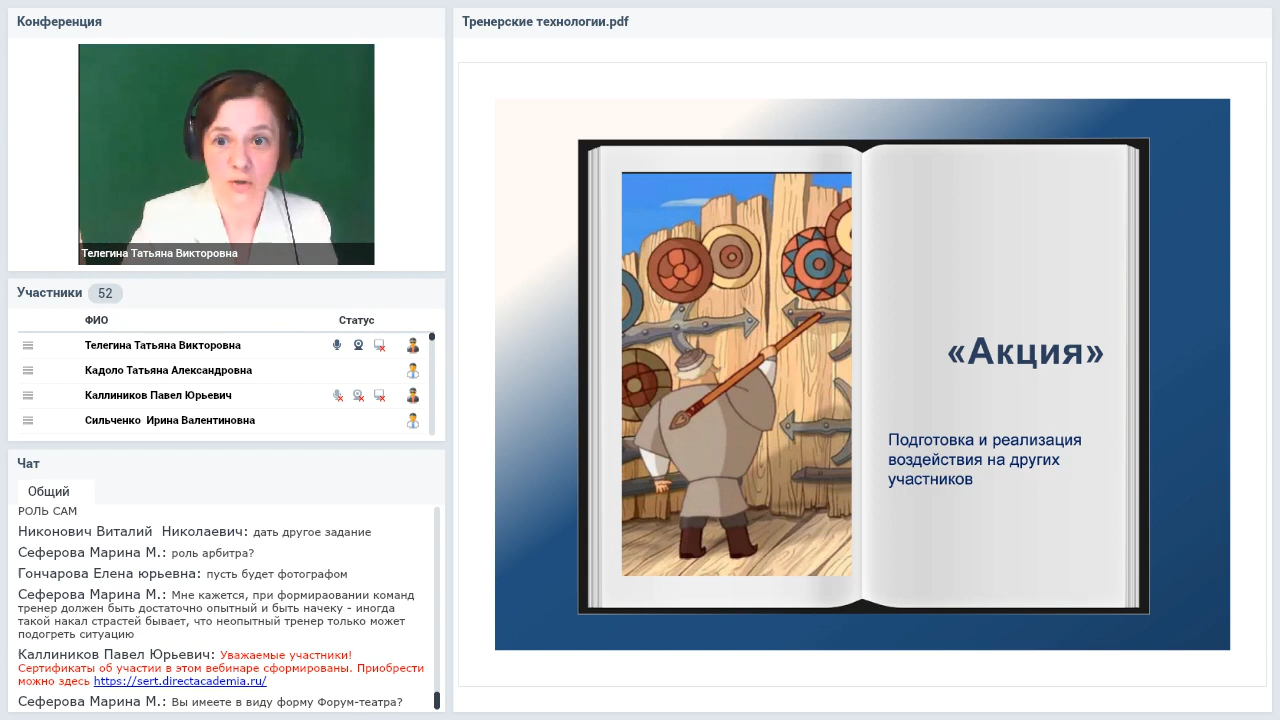 Конференция
Телегина Татьяна Викторовна
Участники 52
ФИО Статус
Телегина Татьяна Викторовна
Кадоло Татьяна Александровна
Каллиников Павел Юрьевич
Сильченко  Ирина Валентиновна
Чат
Общий
РОЛЬ САМ
Никонович Виталий  Николаевич: дать другое задание
Сеферова Марина М.: роль арбитра?
Гончарова Елена юрьевна: пусть будет фотографом
Сеферова Марина М.: Мне кажется, при формираовании команд
тренер должен быть достаточно опытный и быть начеку - иногда
такой накал страстей бывает, что неопытный тренер только может
подогреть ситуацию
Каллиников Павел Юрьевич: Уважаемые участники!
Сертификаты об участии в этом вебинаре сформированы. Приобрести
можно здесь https://sert.directacademia.ru/
Сеферова Марина М.: Вы имеете в виду форму Форум-театра?
Тренерские технологии.pdf
«Акция»
Подготовка и реализация
воздействия на других
участников